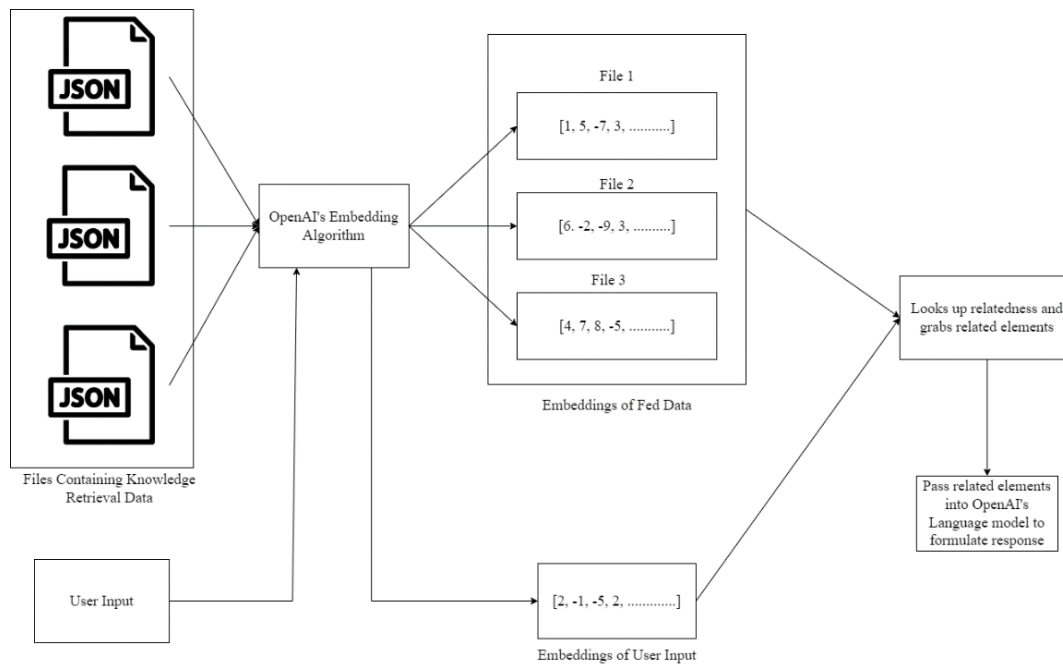 JSON
JSON
JSON
Files Containing Knowledge
Retrieval Data
User Input
OpenAI's Embedding
Algorithm
File 1
[1, 5, -7, 3, ...........]
File 2
[6. -2, -9, 3, ..........]
File 3
[4, 7, 8, -5, ...........]
Embeddings of Fed Data
[2, -1, -5, 2, .............]
Embeddings of User Input
Looks up relatedness and
grabs related elements
Pass related elements
into OpenAI's
Language model to
formulate response